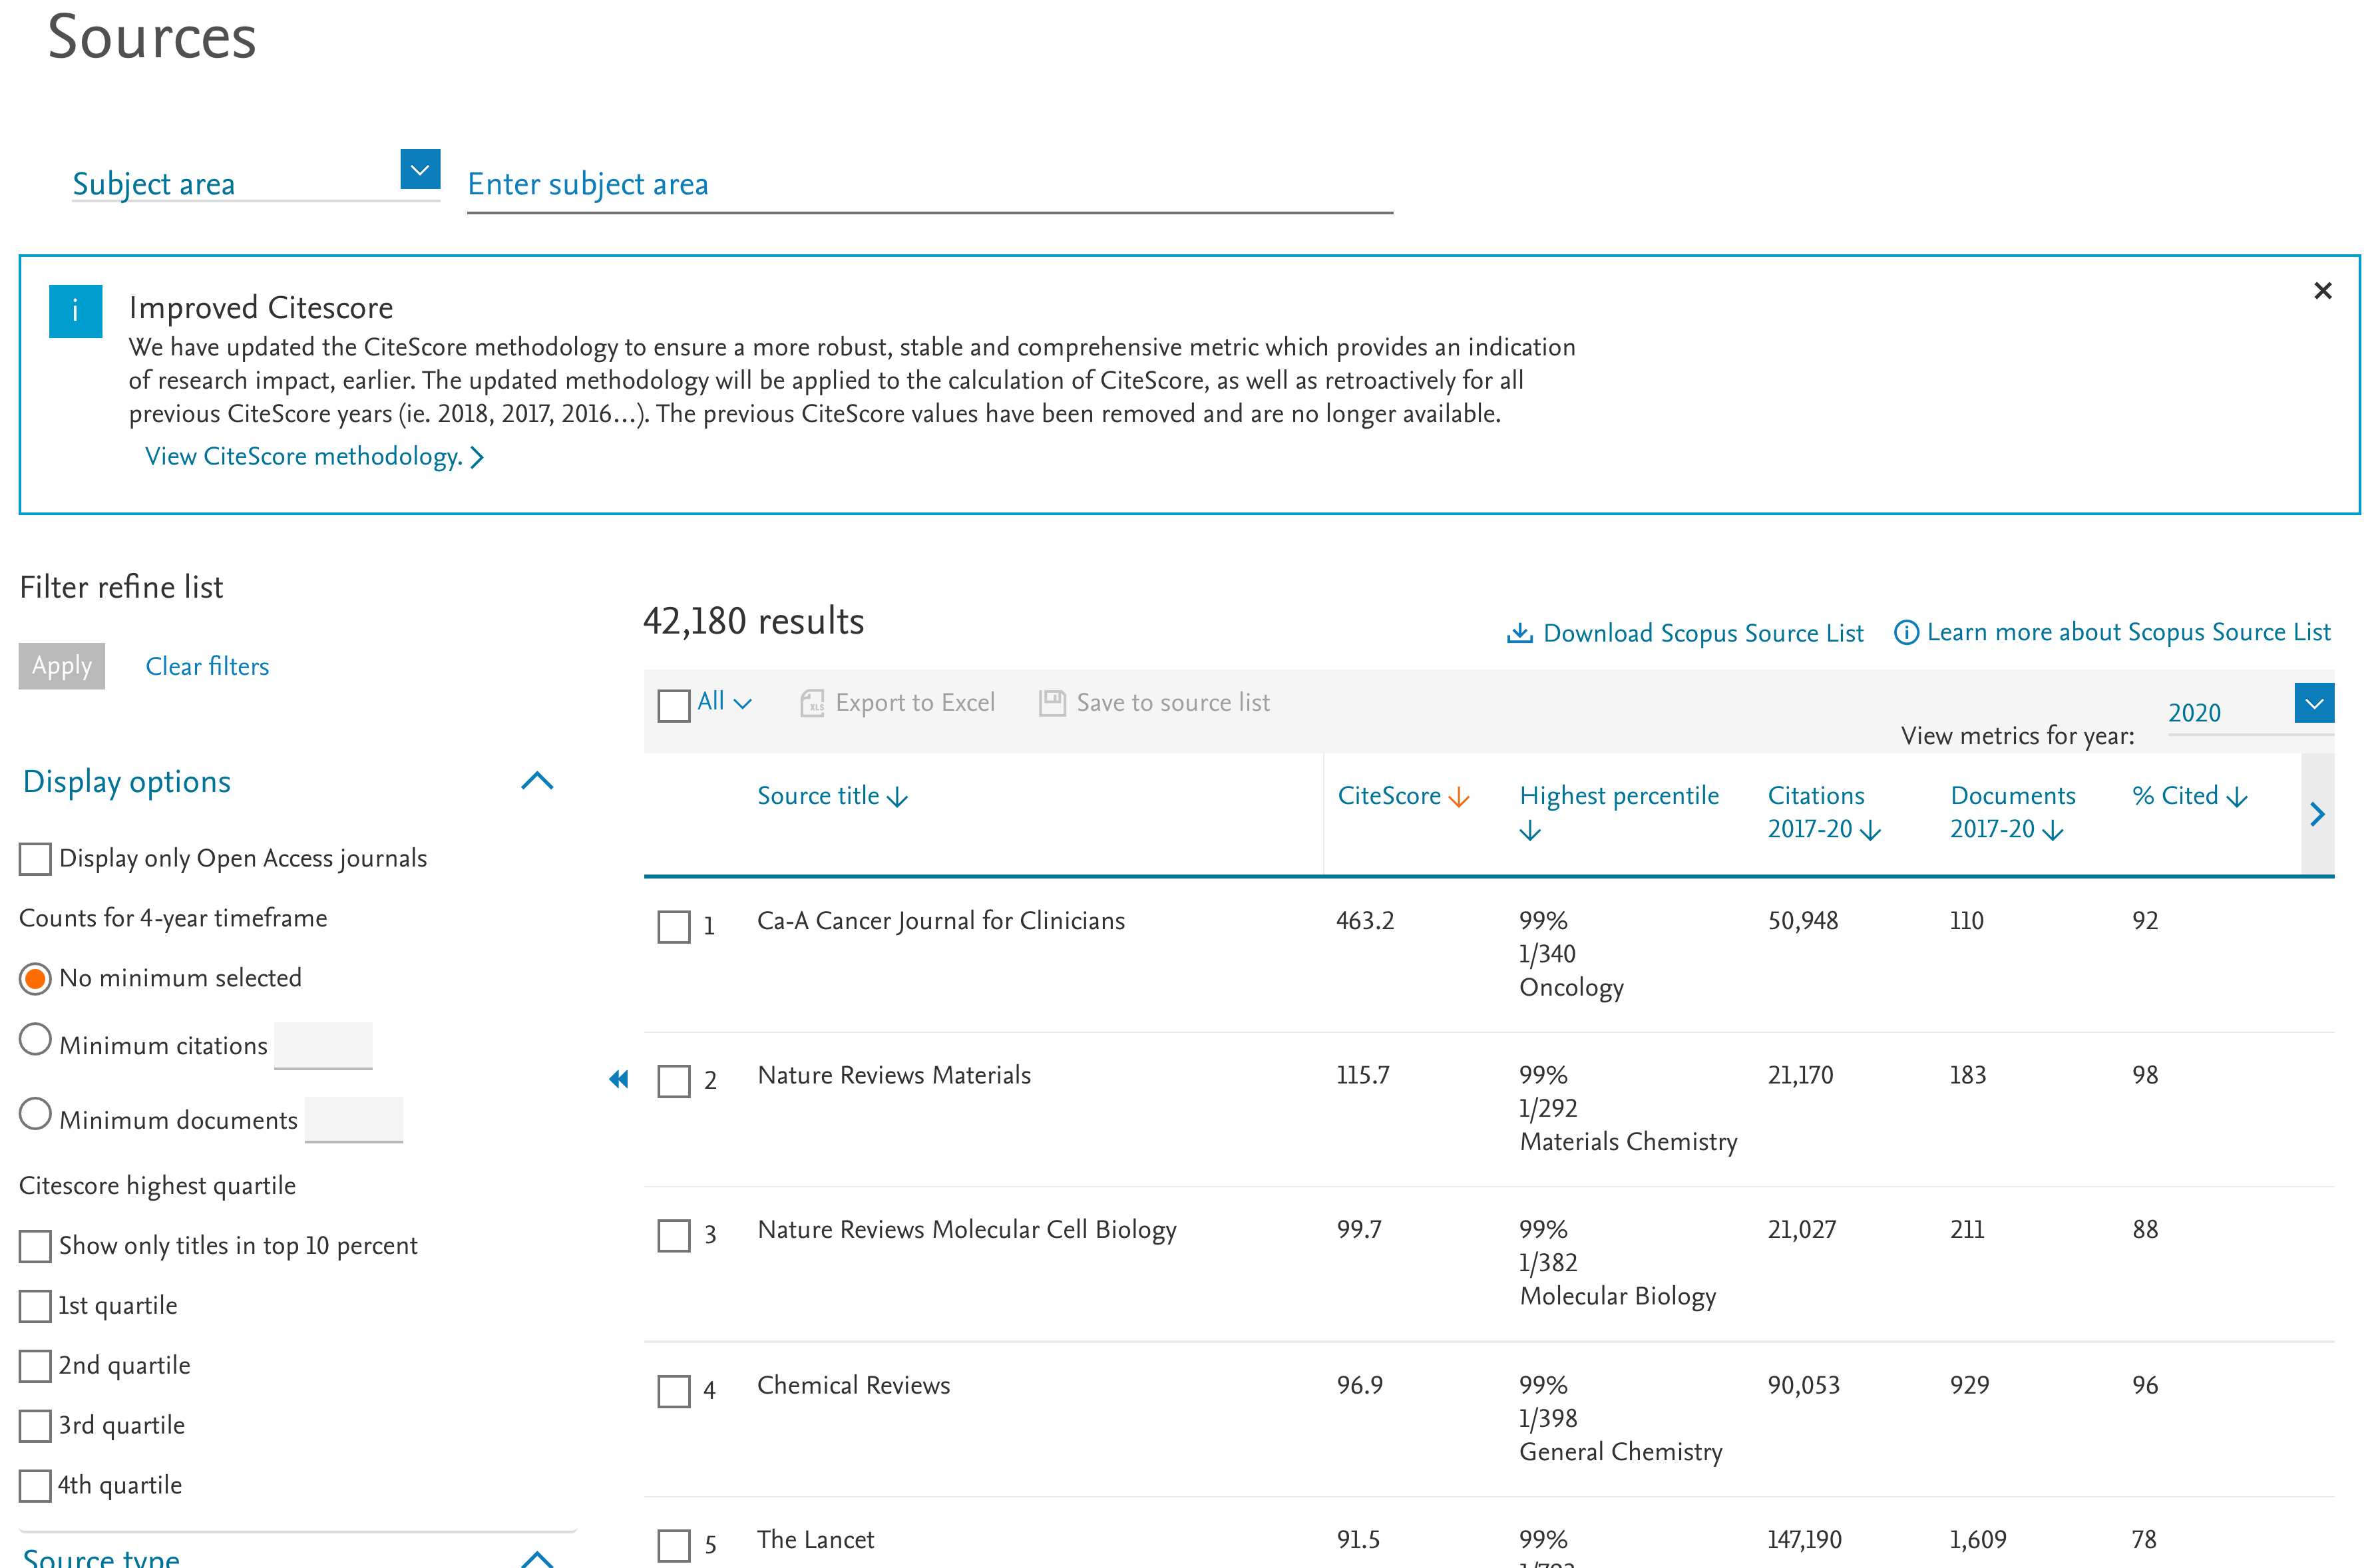 Sources
Subject area
Enter subject area
i
Improved Citescore
We have updated the CiteScore methodology to ensure a more robust, stable and comprehensive metric which provides an indication
of research impact, earlier. The updated methodology will be applied to the calculation of CiteScore, as well as retroactively for all
previous CiteScore years (ie. 2018, 2017, 2016…). The previous CiteScore values have been removed and are no longer available.
View CiteScore methodology.
Filter refine list
Apply Clear filters
Display options
Display only Open Access journals
Counts for 4-year timeframe
No minimum selected
Minimum citations
Minimum documents
Citescore highest quartile
Show only titles in top 10 percent
1st quartile
2nd quartile
3rd quartile
4th quartile
Source type
42,180 results
Download Scopus Source List
Learn more about Scopus Source List
All
XLS
Export to Excel
Save to source list
View metrics for year:
2020
Source title CiteScore Highest percentile Citations Documents % Cited
2017-20 2017-20
1 Ca-A Cancer Journal for Clinicians 463.2 99% 50,948 110 92
1/340
Oncology
2 Nature Reviews Materials 115.7 99% 21,170 183 98
1/292
Materials Chemistry
3 Nature Reviews Molecular Cell Biology 99.7 99% 21,027 211 88
1/382
Molecular Biology
4 Chemical Reviews 96.9 99% 90,053 929 96
1/398
General Chemistry
5 The Lancet 91.5 99% 147,190 1,609 78